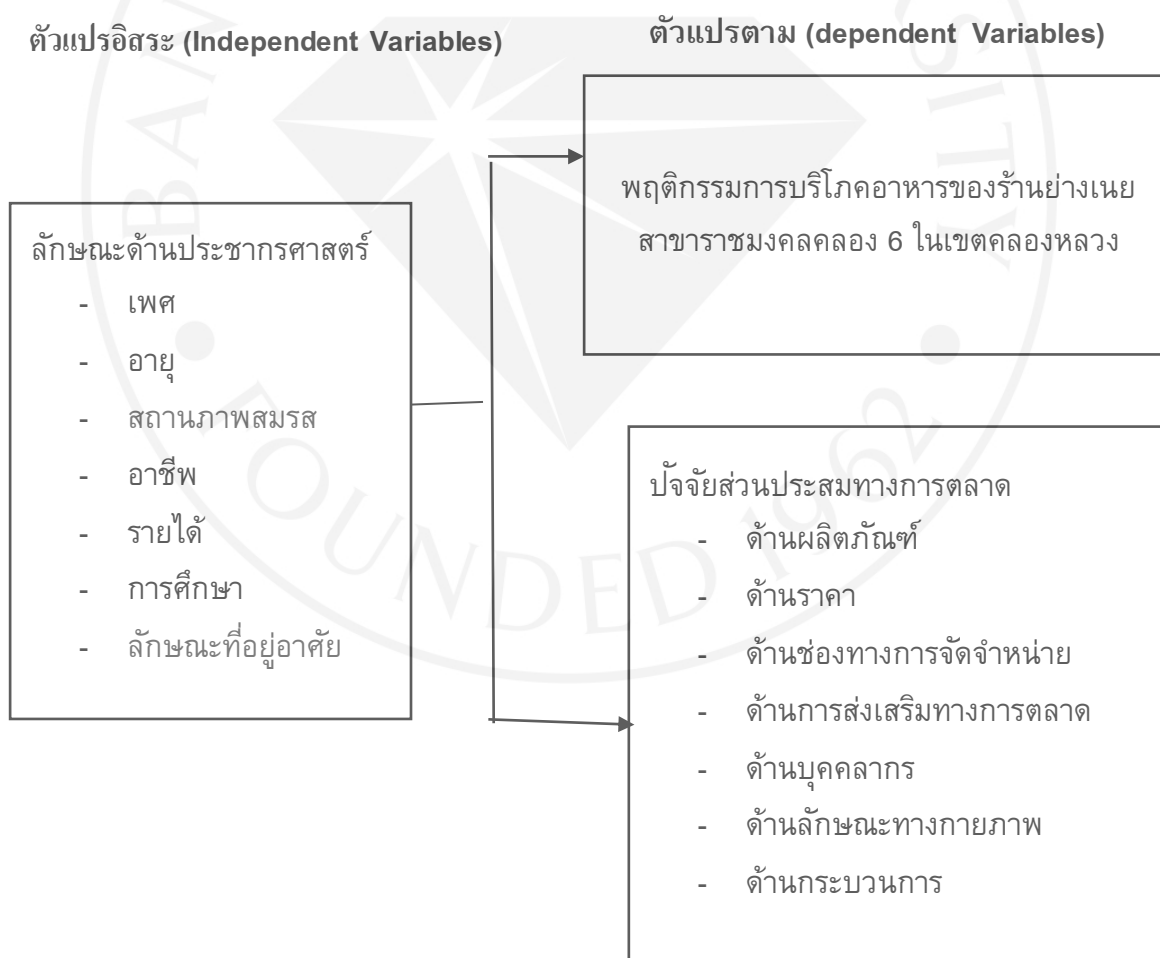 ตัวแปรอิสระ (Independent Variables)
ตัวแปรตาม (dependent Variables)
พฤติกรรมการบริโภคอาหารของร้านย่างเนย
สาขาราชมงคลคลอง 6 ในเขตคลองหลวง
ลักษณะด้านประชากรศาสตร์
- เพศ
- อายุ
- สถานภาพสมรส
- อาชีพ
- รายได้
- การศึกษา
- ลักษณะที่อยู่อาศัย
ปัจจัยส่วนประสมทางการตลาด
- ด้านผลิตภัณฑ์
- ด้านราคา
- ด้านช่องทางการจัดจำหน่าย
- ด้านการส่งเสริมทางการตลาด
- ด้านบุคคลากร
- ด้านลักษณะทางกายภาพ
- ด้านกระบวนการ
BAN
SITY
FOUNDED 1962